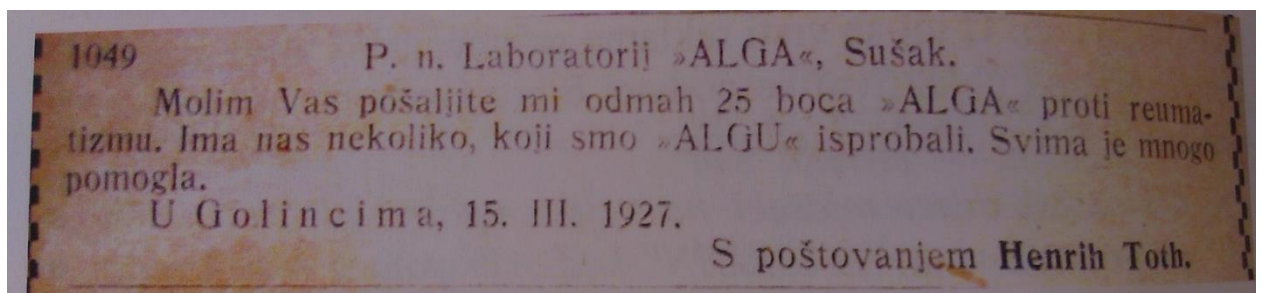 1049 P. n. Laboratorij »ALGA«, Sušak.
Molim Vas pošaljite mi odmah 25 boca »ALGA« proti reuma-
tizmu. Ima nas nekoliko, koji smo »ALGU« isprobali. Svima je mnogo
pomogla.
U Golincima, 15. III. 1927.
S poštovanjem Henrih Toth.